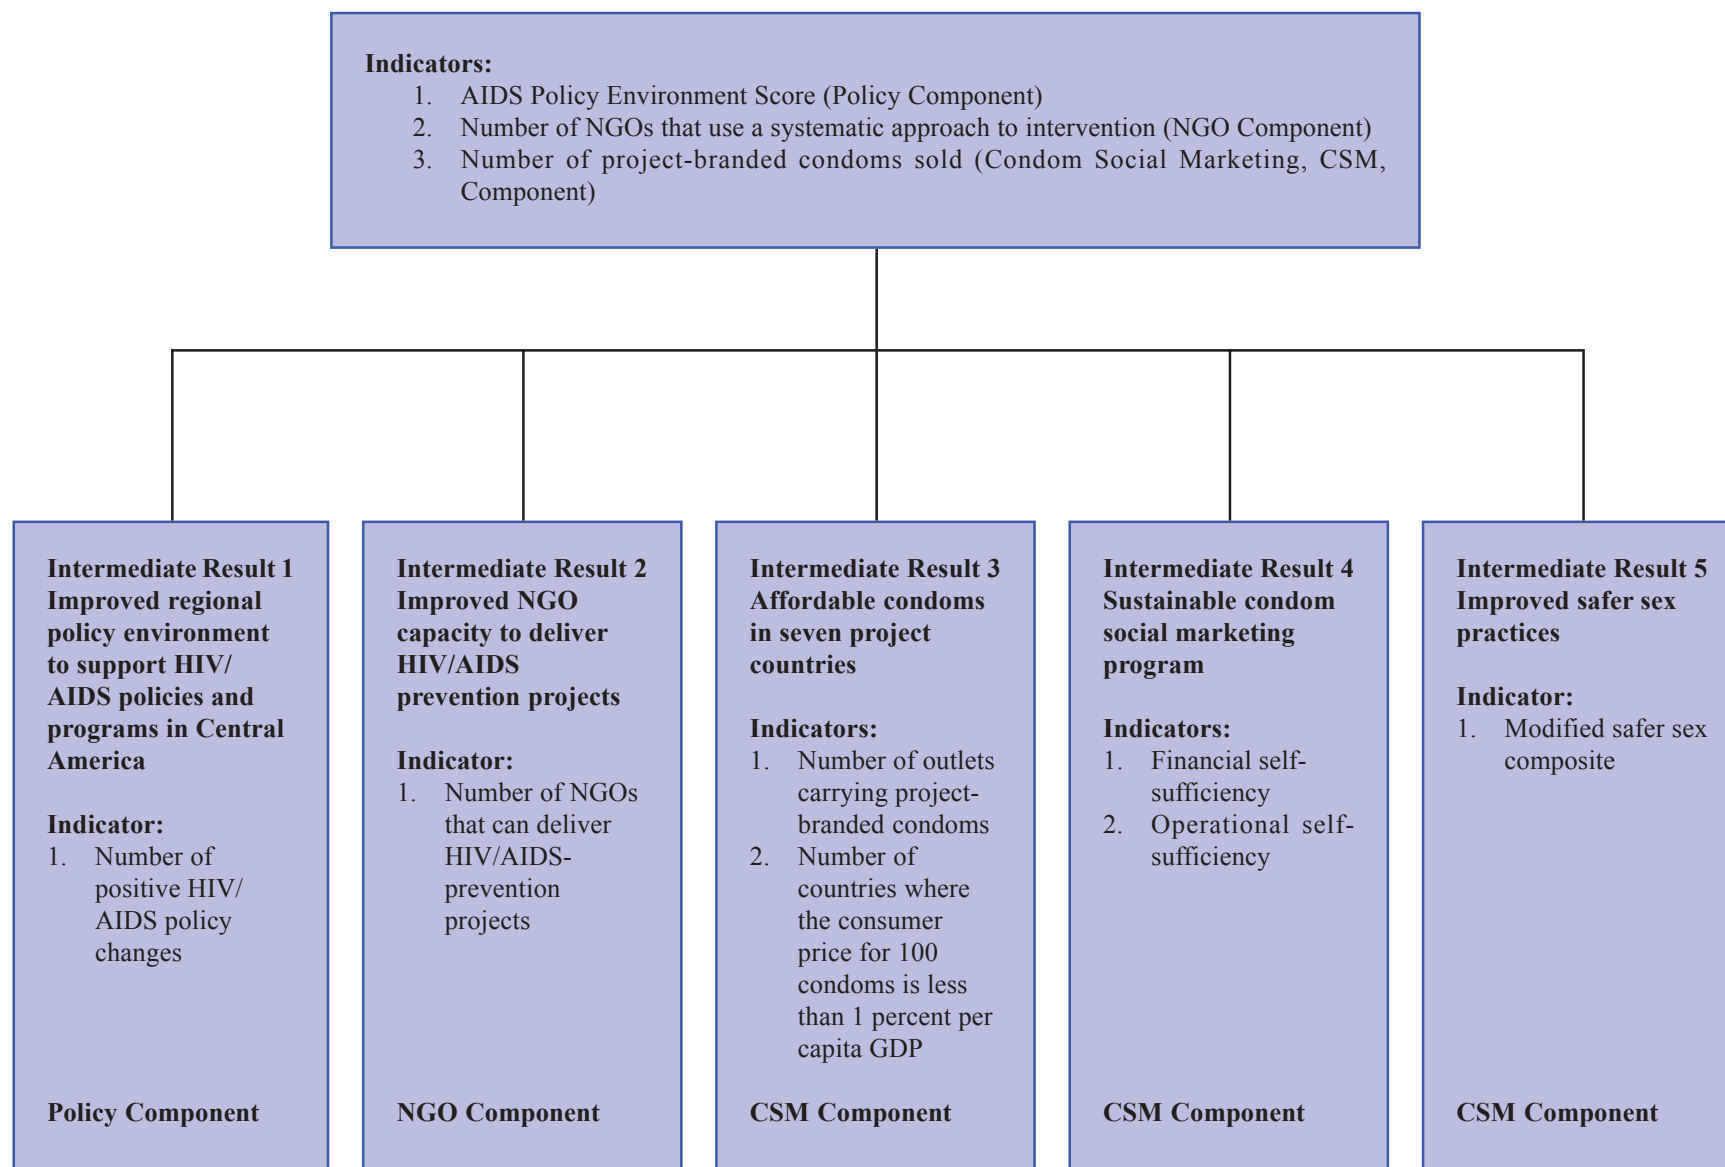 Indicators:
1. AIDS Policy Environment Score (Policy Component)
2. Number of NGOs that use a systematic approach to intervention (NGO Component)
3. Number of project-branded condoms sold (Condom Social Marketing, CSM,
Component)
Intermediate Result 1
Improved regional
policy environment
to support HIV/
AIDS policies and
programs in Central
America
Indicator:
1. Number of
positive HIV/
AIDS policy
changes
Policy Component
Intermediate Result 2
Improved NGO
capacity to deliver
HIV/AIDS
prevention projects
Indicator:
1. Number of NGOs
that can deliver
HIV/AIDS-
prevention
projects
NGO Component
Intermediate Result 3
Affordable condoms
in seven project
countries
Indicators:
1. Number of outlets
carrying project-
branded condoms
2. Number of
countries where
the consumer
price for 100
condoms is less
than 1 percent per
capita GDP
CSM Component
Intermediate Result 4
Sustainable condom
social marketing
program
Indicators:
1. Financial self-
sufficiency
2. Operational self-
sufficiency
CSM Component
Intermediate Result 5
Improved safer sex
practices
Indicator:
1. Modified safer sex
composite
CSM Component